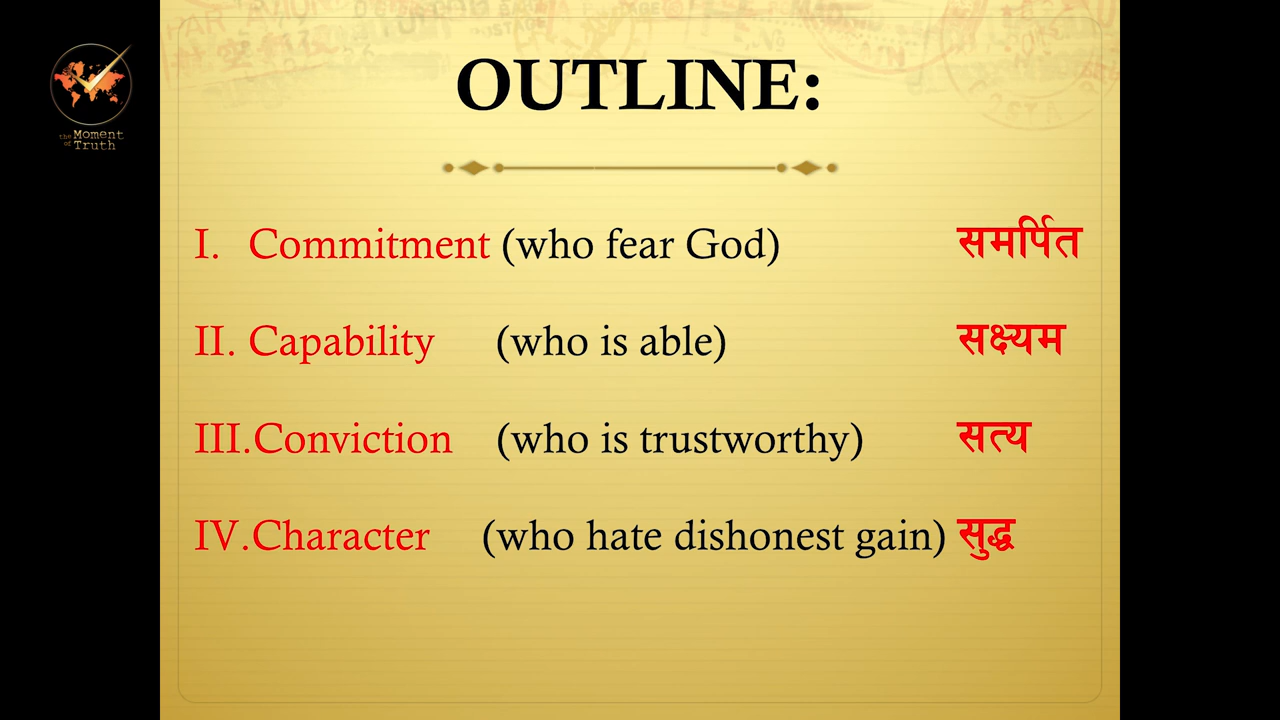 the Moment
of Truth
OUTLINE:
I. Commitment (who fear God) समर्पित
II. Capability (who is able) सक्ष्यम
III.Conviction (who is trustworthy) सत्य
IV.Character (who hate dishonest gain) सुद्ध